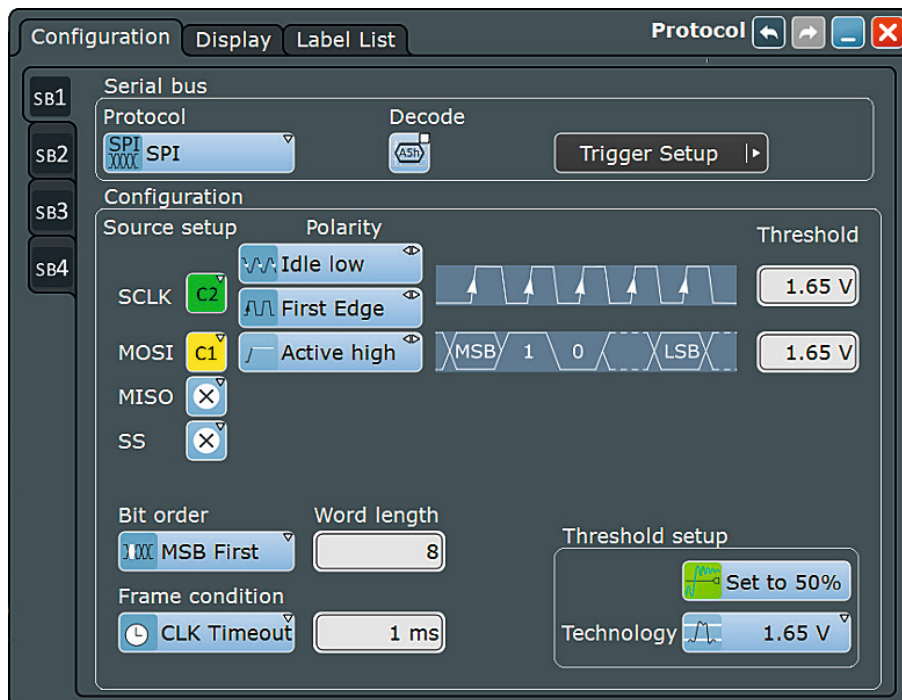 Configuration Display Label List Protocol
SB1
SB2
SB3
SB4
Serial bus
Protocol Decode
SPI SPI ASh Trigger Setup
Configuration
Source setup Polarity Threshold
SCLK C2 Idle low 1.65 V
First Edge
MOSI C1 Active high MSB 1 0 LSB 1.65 V
MISO
SS
Bit order Word length
MSB First 8
Threshold setup
Set to 50%
Frame condition
CLK Timeout 1 ms
Technology 1.65 V